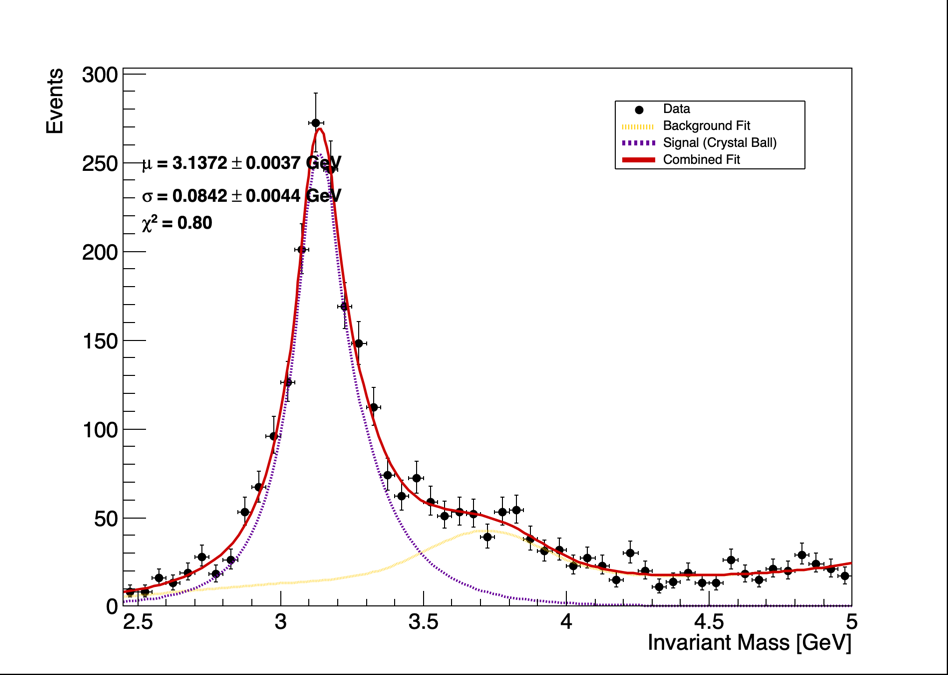 Events
300
250
200
150
100
50
0
μ = 3.1372 ± 0.0037 GeV
σ = 0.0842 ± 0.0044 GeV
χ² = 0.80
Data
Background Fit
Signal (Crystal Ball)
Combined Fit
2.5 3 3.5 4 4.5 5
Invariant Mass [GeV]